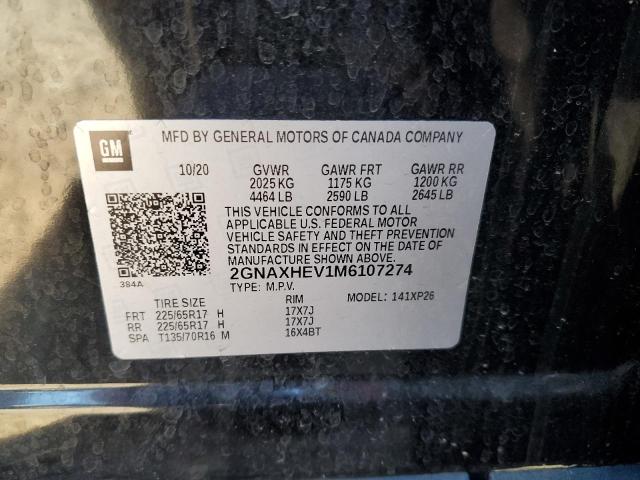 GM
MFD BY GENERAL MOTORS OF CANADA COMPANY
10/20 GVWR GAWR FRT GAWR RR
2025 KG 1175 KG 1200 KG
4464 LB 2590 LB 2645 LB
THIS VEHICLE CONFORMS TO ALL
APPLICABLE U.S. FEDERAL MOTOR
VEHICLE SAFETY AND THEFT PREVENTION
STANDARDS IN EFFECT ON THE DATE OF
MANUFACTURE SHOWN ABOVE.
2GNAXHEV1M6107274
384A
TYPE: M.P.V.
TIRE SIZE RIM MODEL: 141XP26
FRT 225/65R17 H 17X7J
RR 225/65R17 H 17X7J
SPA T135/70R16 M 16X4BT